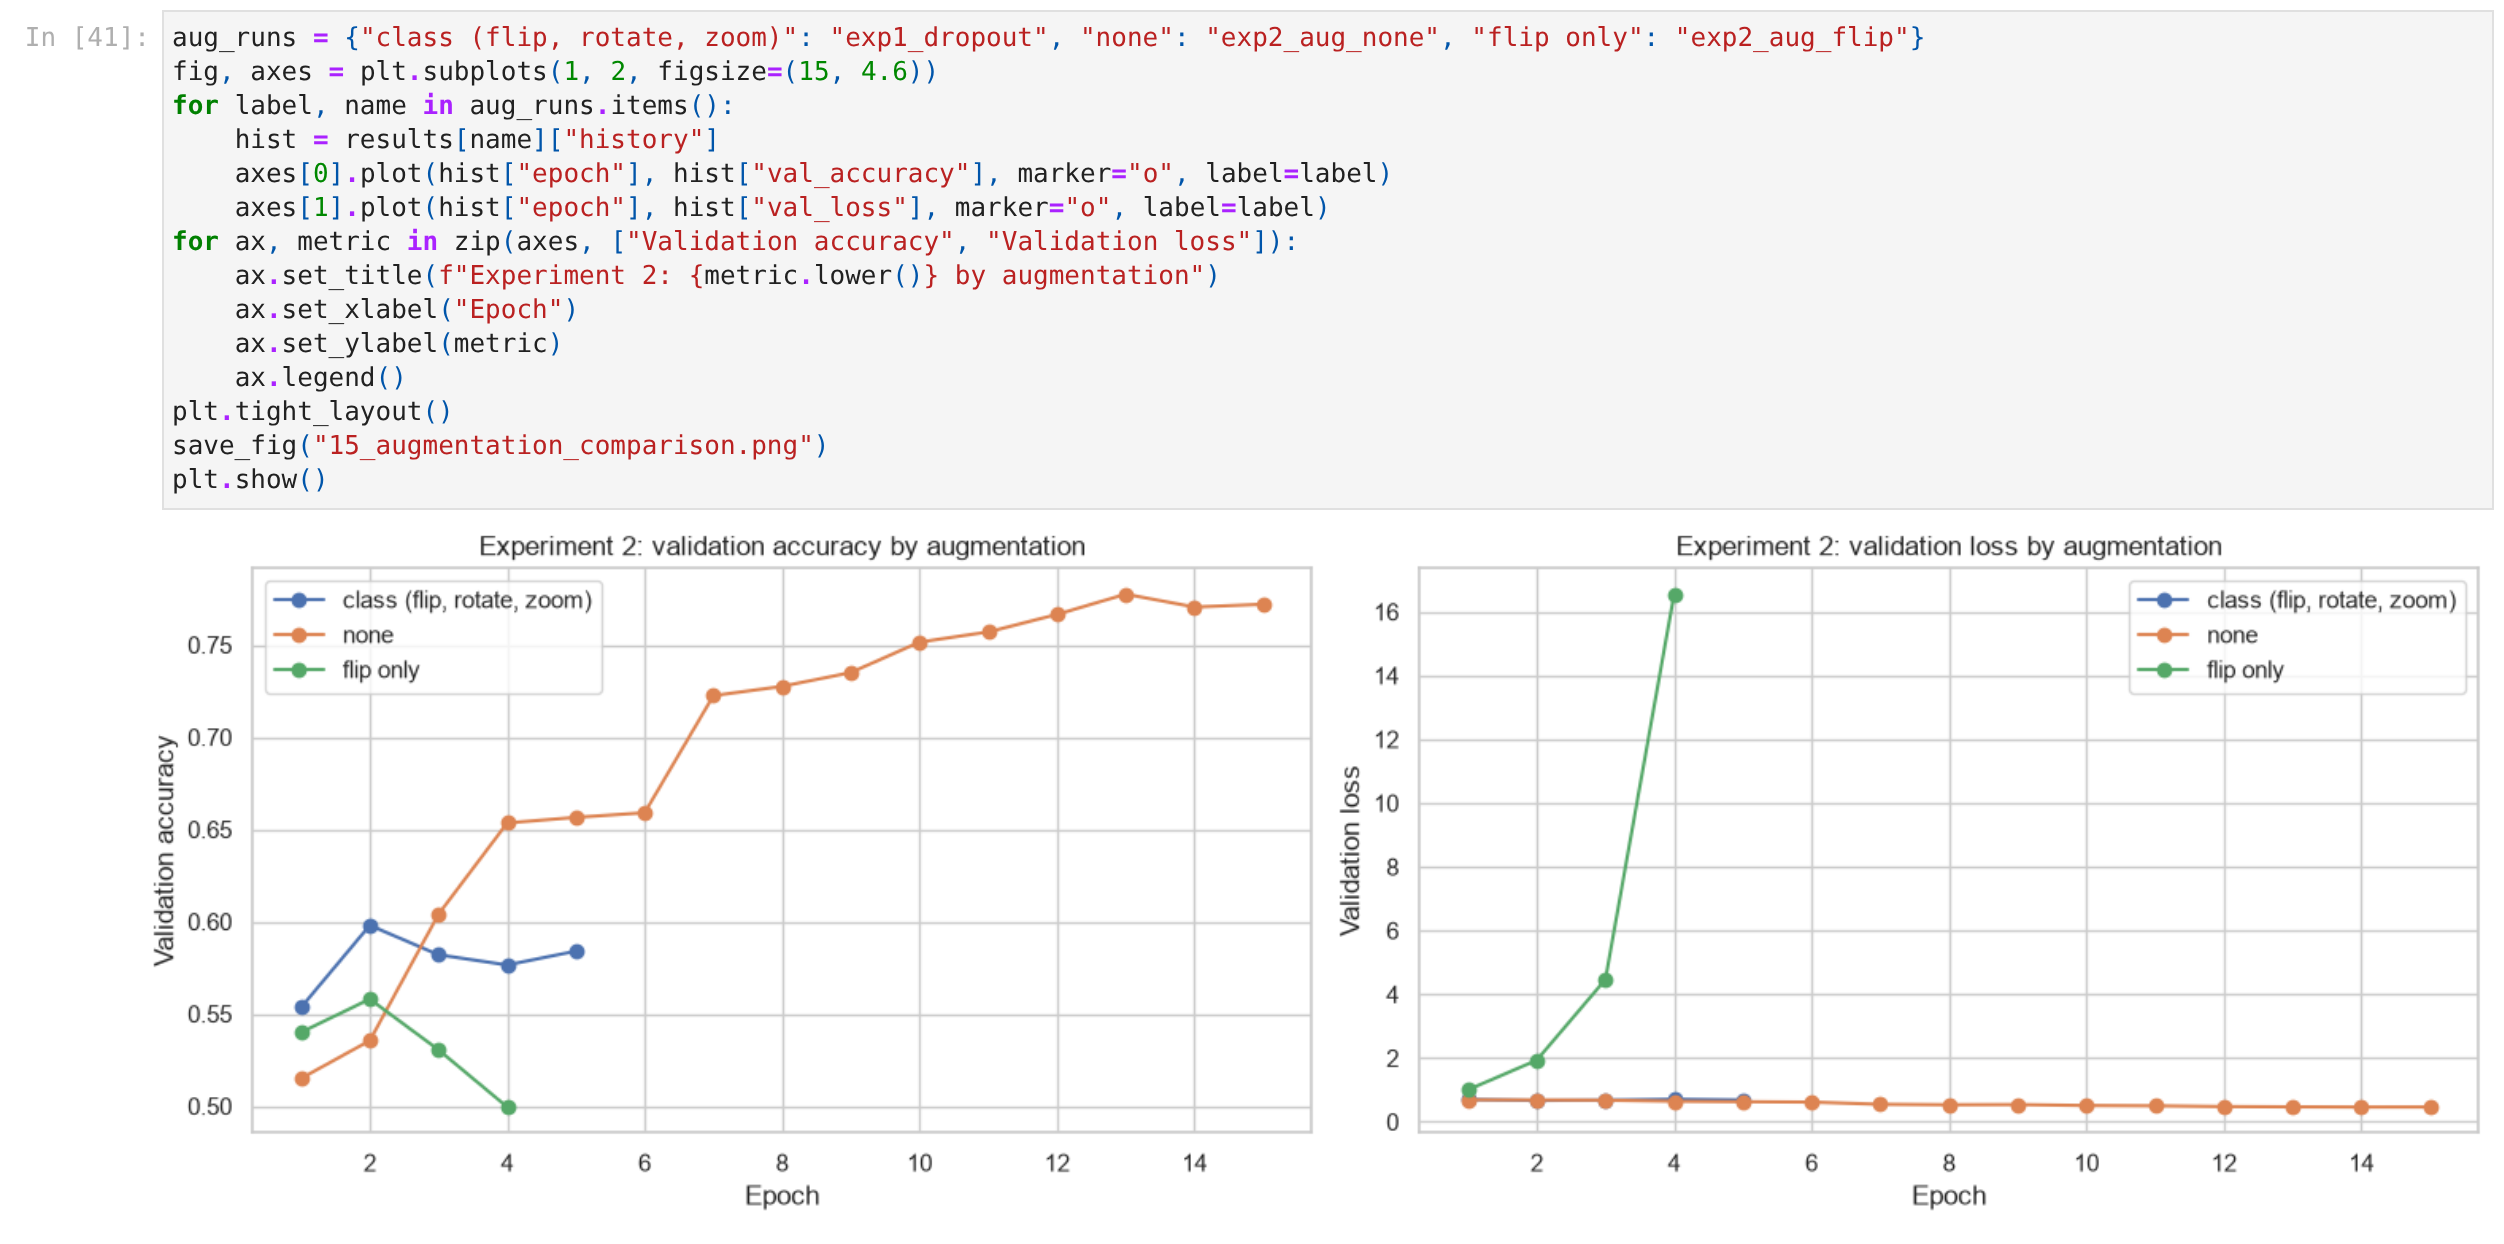 In [41]:
aug_runs = {"class (flip, rotate, zoom)": "exp1_dropout", "none": "exp2_aug_none", "flip only": "exp2_aug_flip"}
fig, axes = plt.subplots(1, 2, figsize=(15, 4.6))
for label, name in aug_runs.items():
    hist = results[name]["history"]
    axes[0].plot(hist["epoch"], hist["val_accuracy"], marker="o", label=label)
    axes[1].plot(hist["epoch"], hist["val_loss"], marker="o", label=label)
for ax, metric in zip(axes, ["Validation accuracy", "Validation loss"]):
    ax.set_title(f"Experiment 2: {metric.lower()} by augmentation")
    ax.set_xlabel("Epoch")
    ax.set_ylabel(metric)
    ax.legend()
plt.tight_layout()
save_fig("15_augmentation_comparison.png")
plt.show()
Experiment 2: validation accuracy by augmentation
class (flip, rotate, zoom)
none
flip only
Validation accuracy
0.75
0.70
0.65
0.60
0.55
0.50
2 4 6 8 10 12 14
Epoch
Experiment 2: validation loss by augmentation
class (flip, rotate, zoom)
none
flip only
Validation loss
16
14
12
10
8
6
4
2
0
2 4 6 8 10 12 14
Epoch